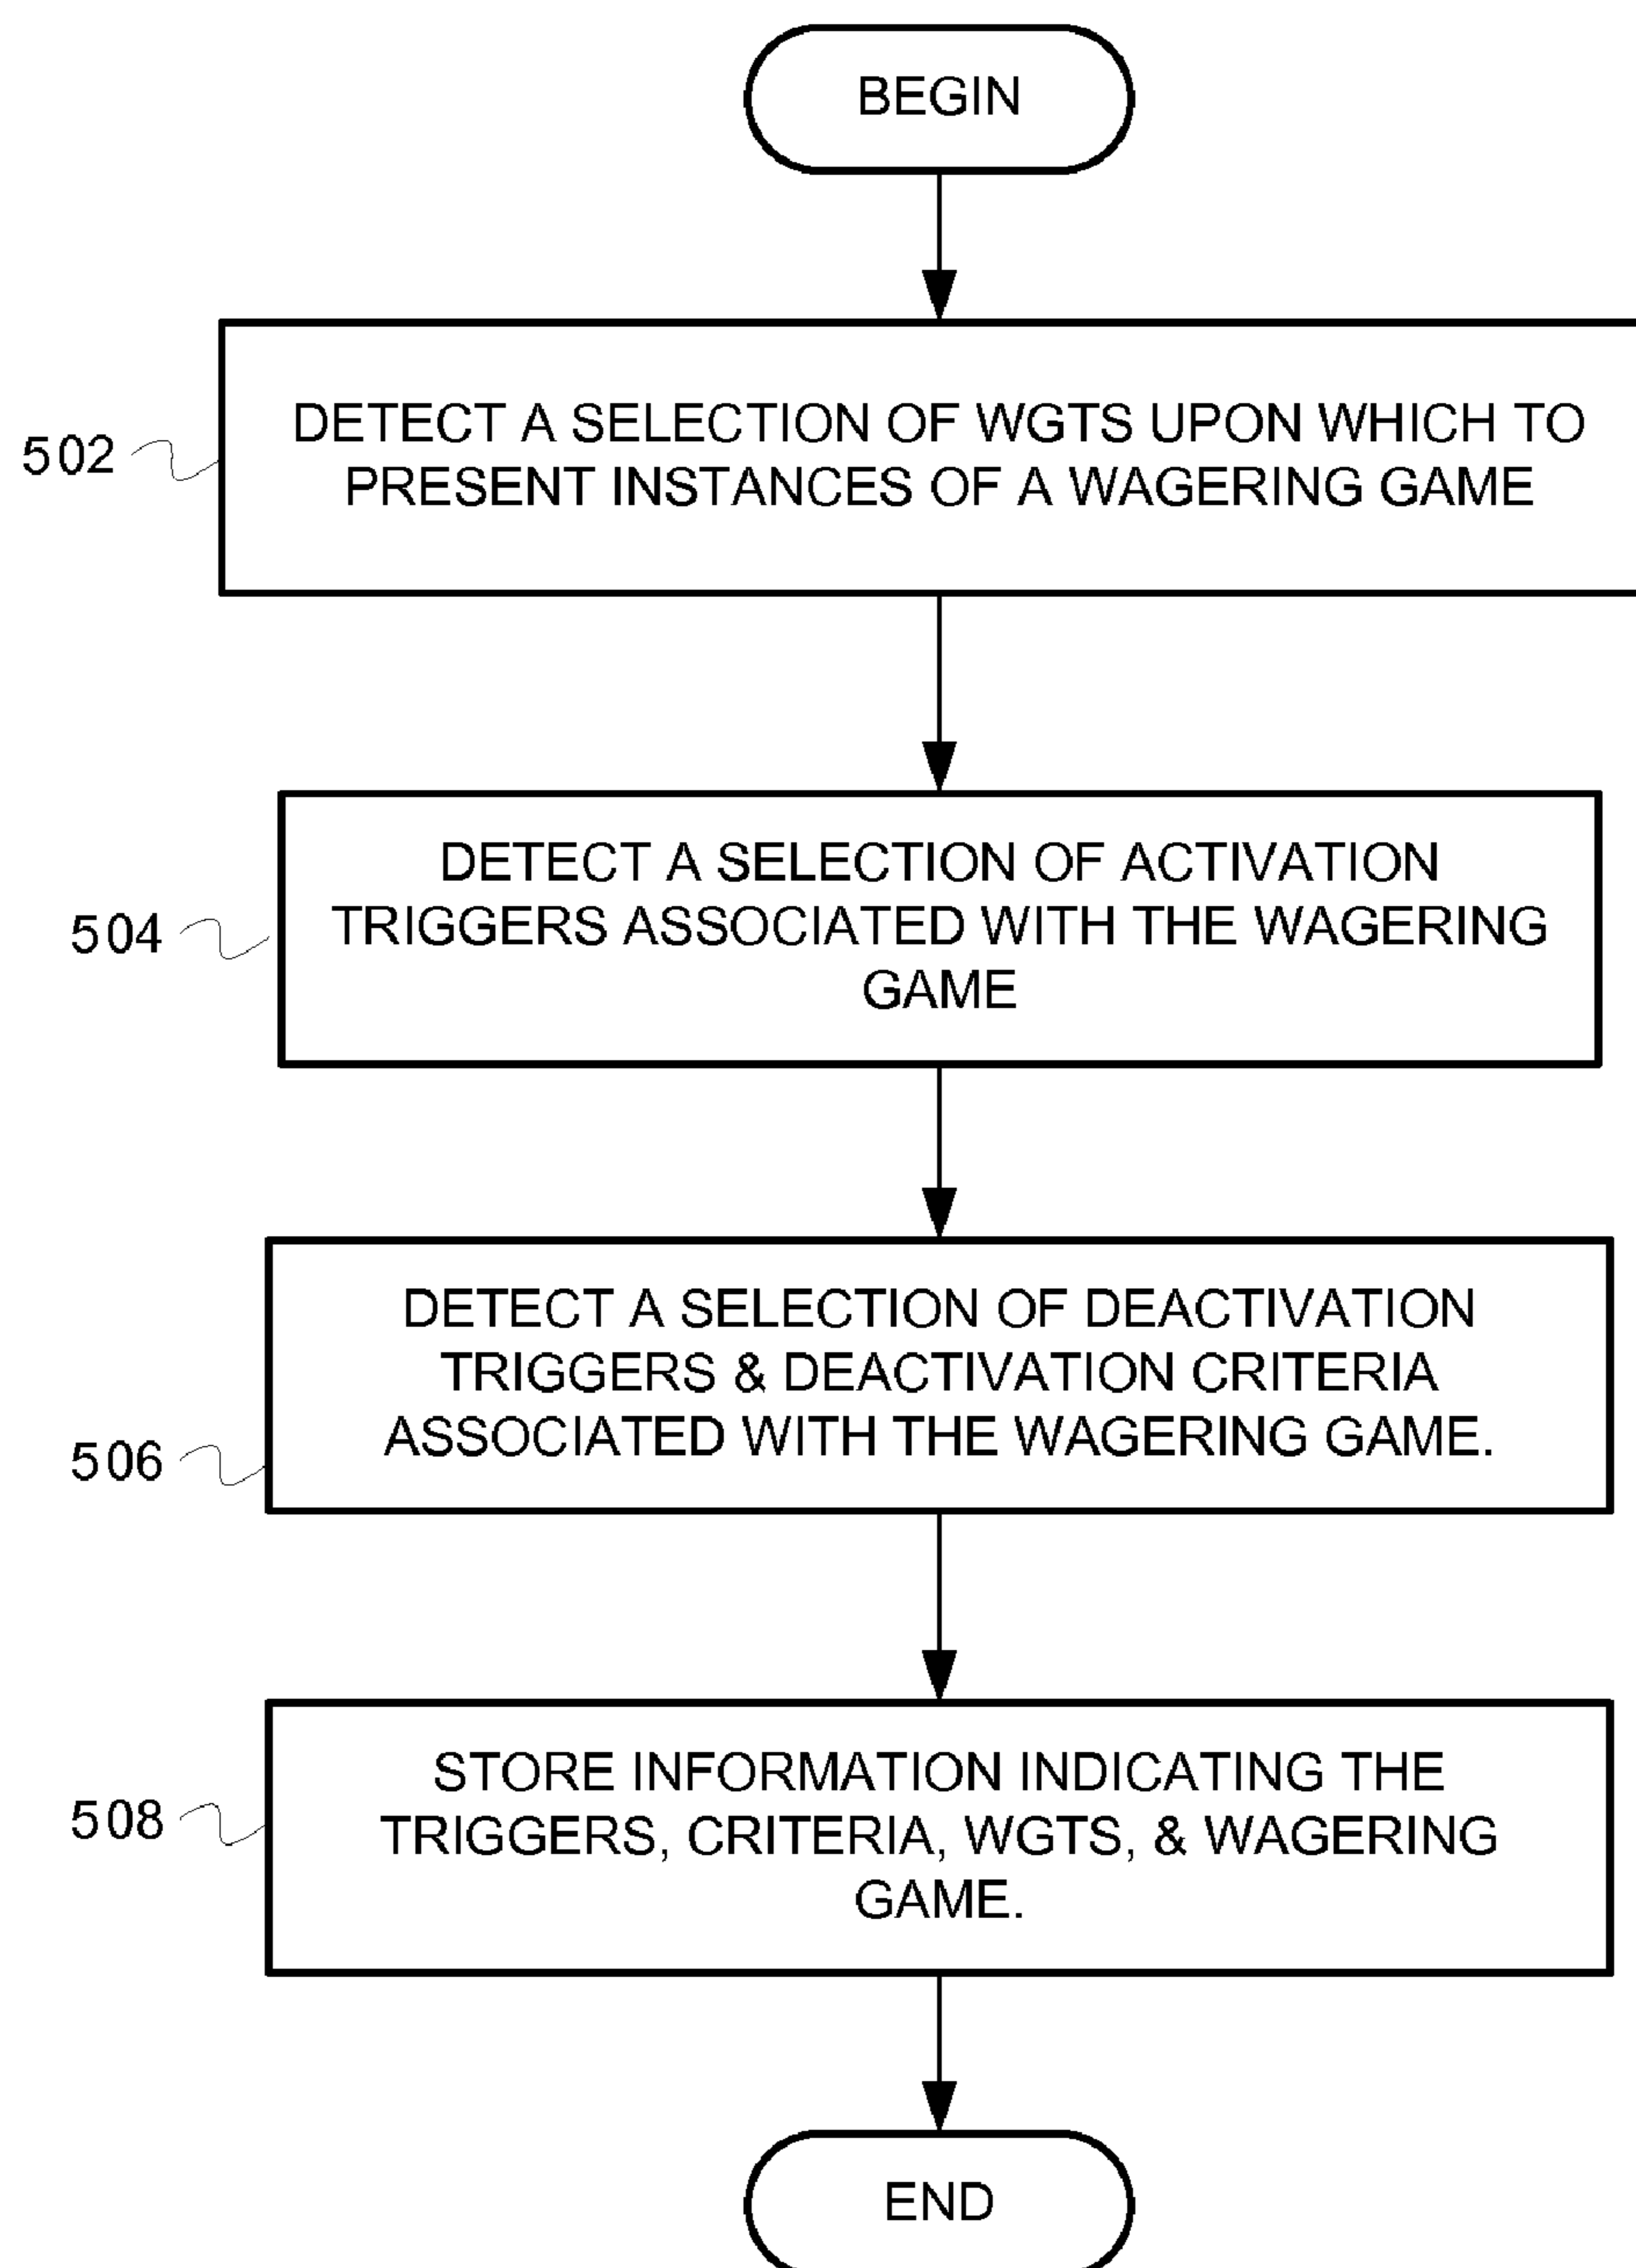 BEGIN
502
DETECT A SELECTION OF WGTS UPON WHICH TO
PRESENT INSTANCES OF A WAGERING GAME
504
DETECT A SELECTION OF ACTIVATION
TRIGGERS ASSOCIATED WITH THE WAGERING
GAME
506
DETECT A SELECTION OF DEACTIVATION
TRIGGERS & DEACTIVATION CRITERIA
ASSOCIATED WITH THE WAGERING GAME.
508
STORE INFORMATION INDICATING THE
TRIGGERS, CRITERIA, WGTS, & WAGERING
GAME.
END